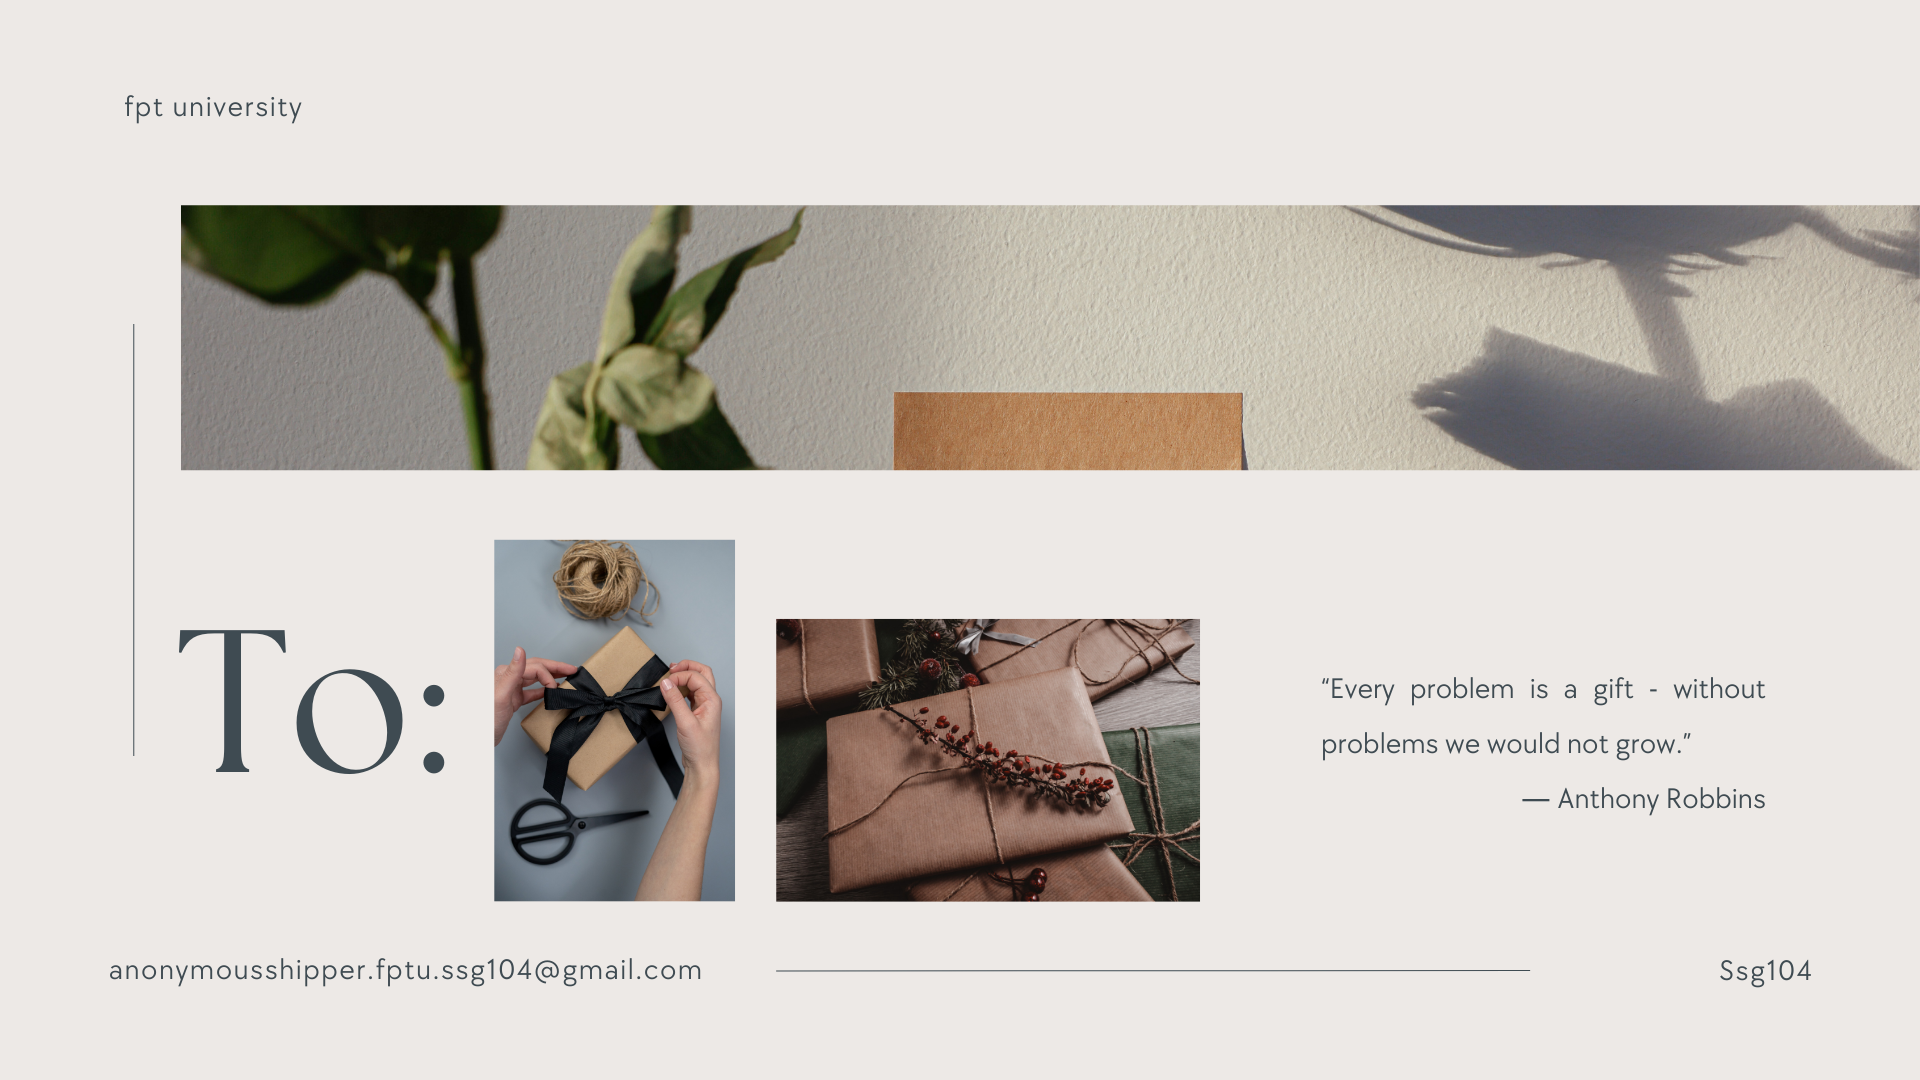 fpt university
To:
“Every problem is a gift - without
problems we would not grow.”
— Anthony Robbins
anonymousshipper.fptu.ssg104@gmail.com
Ssg104